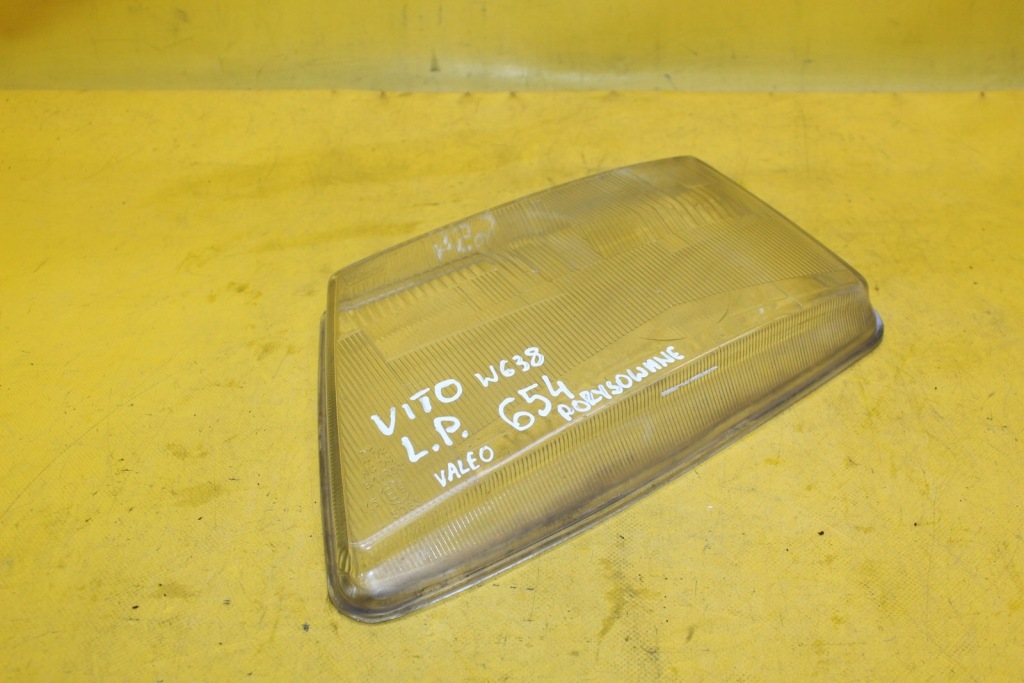 VITO W638
L.P. 654
VALEO PORYSOWANE